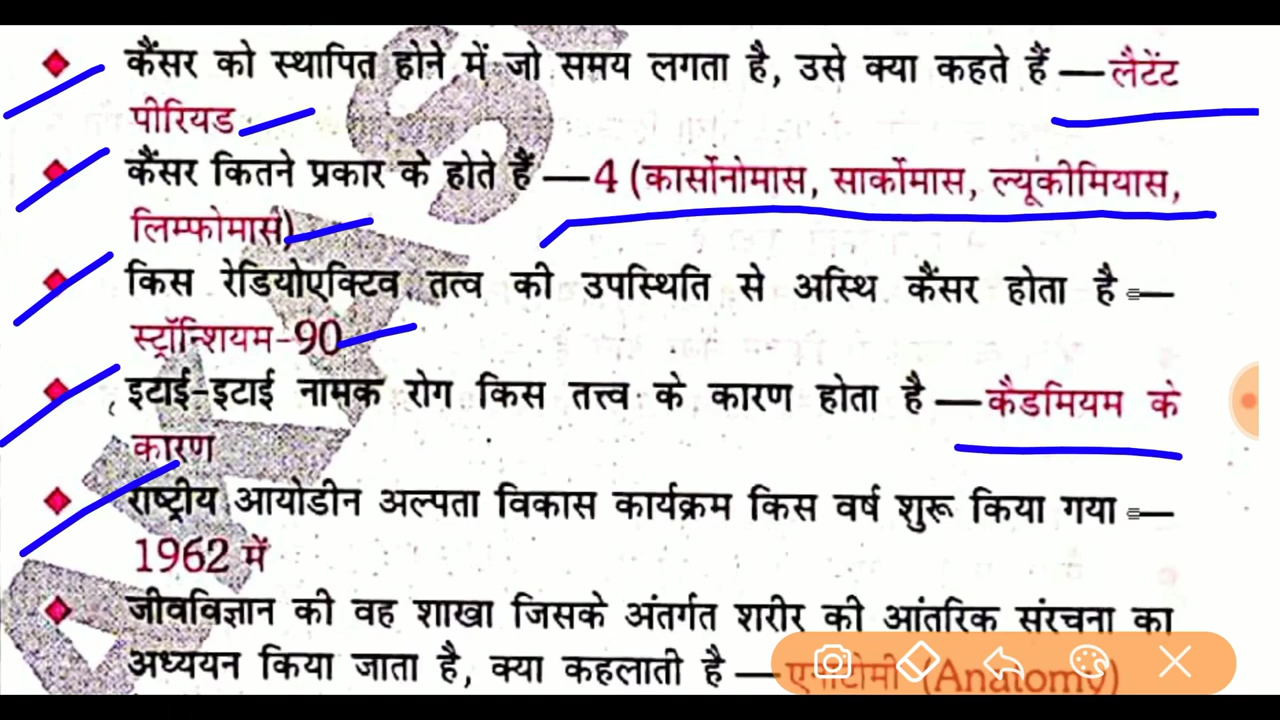 कैंसर को स्थापित होने में जो समय लगता है, उसे क्या कहते हैं — लैटेंट
पीरियड
कैंसर कितने प्रकार के होते हैं — 4 (कार्सोनोमास, सार्कोमास, ल्यूकीमियास,
लिम्फोमास)
किस रेडियोएक्टिव तत्व की उपस्थिति से अस्थि कैंसर होता है —
स्ट्रॉन्शियम-90
इटाई-इटाई नामक रोग किस तत्त्व के कारण होता है — कैडमियम के
कारण
राष्ट्रीय आयोडीन अल्पता विकास कार्यक्रम किस वर्ष शुरू किया गया —
1962 में
जीवविज्ञान की वह शाखा जिसके अंतर्गत शरीर की आंतरिक संरचना का
अध्ययन किया जाता है, क्या कहलाती है — एनाटोमी (Anatomy)